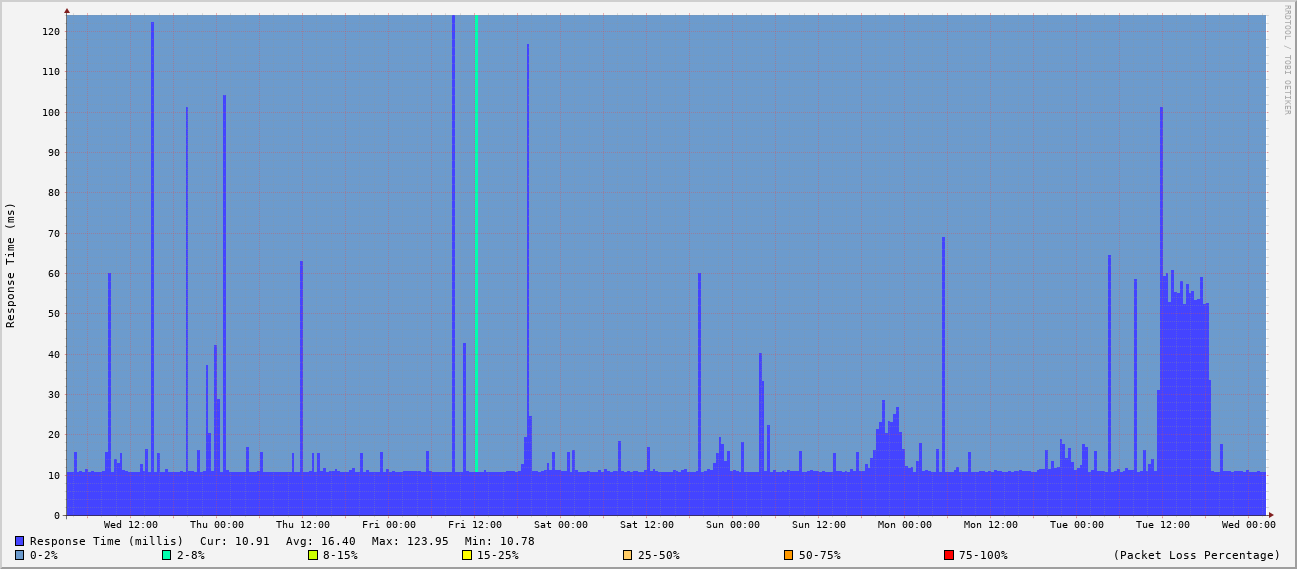 RRDTOOL / TOBI OETIKER
Response Time (ms)
120
110
100
90
80
70
60
50
40
30
20
10
0
Wed 12:00 Thu 00:00 Thu 12:00 Fri 00:00 Fri 12:00 Sat 00:00 Sat 12:00 Sun 00:00 Sun 12:00 Mon 00:00 Mon 12:00 Tue 00:00 Tue 12:00 Wed 00:00
Response Time (millis) Cur: 10.91 Avg: 16.40 Max: 123.95 Min: 10.78
0-2% 2-8% 8-15% 15-25% 25-50% 50-75% 75-100% (Packet Loss Percentage)